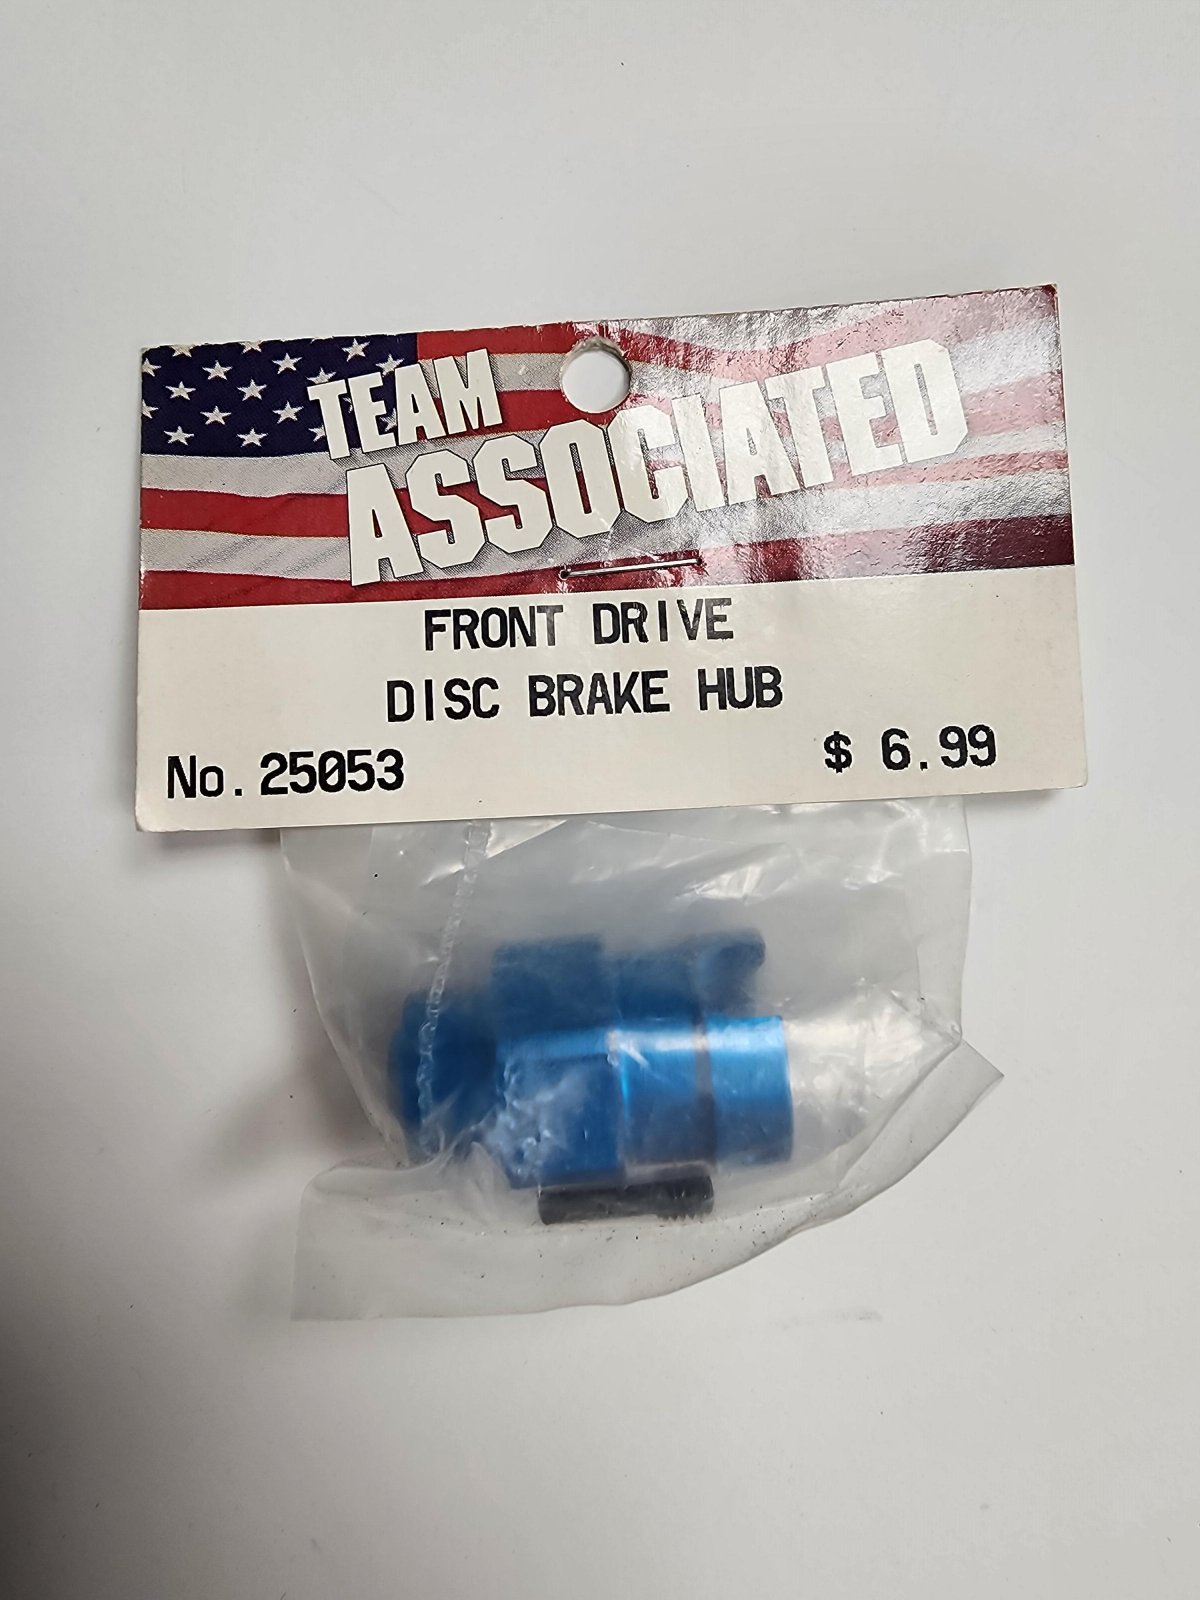 TEAM
ASSOCIATED
FRONT DRIVE
DISC BRAKE HUB
No. 25053
$ 6.99